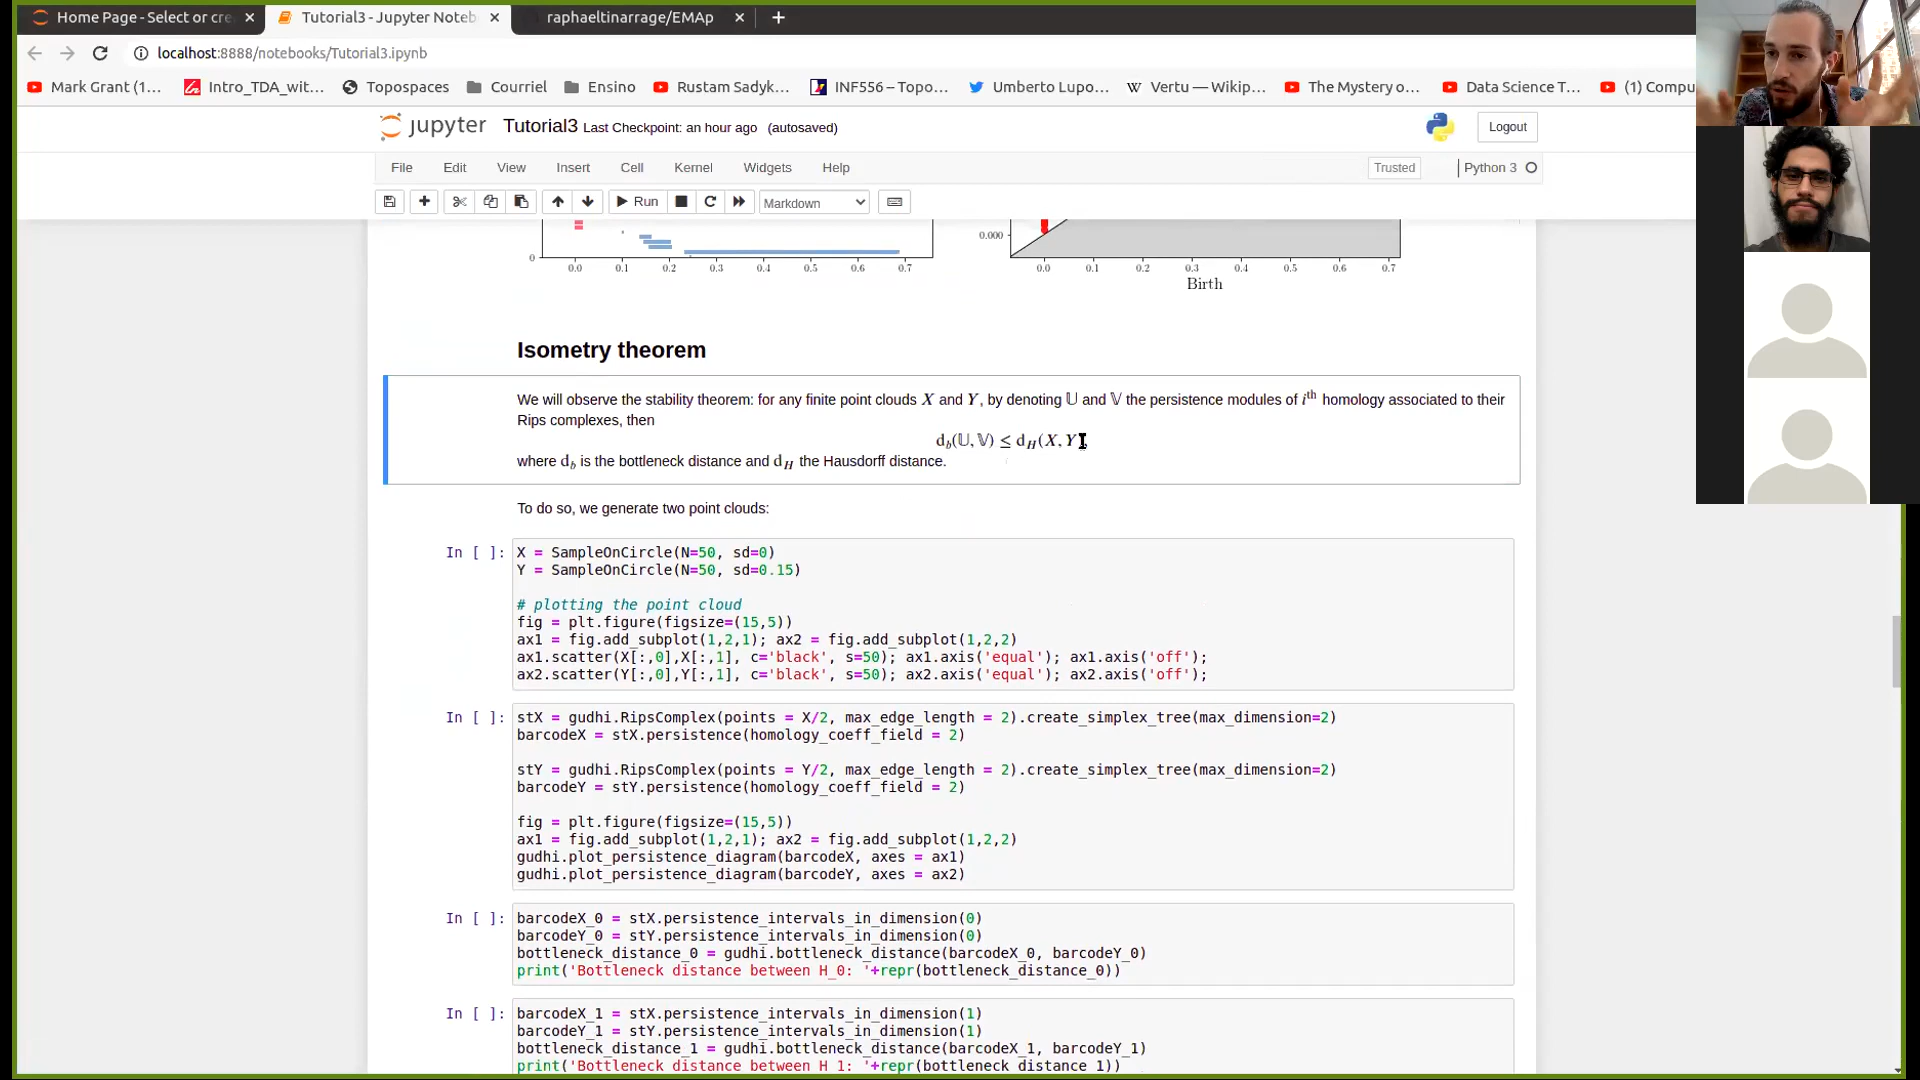 Home Page - Select or cre
Tutorial3 - Jupyter Noteb
raphaeltinarrage/EMAp
localhost:8888/notebooks/Tutorial3.ipynb
Mark Grant (1...
Intro_TDA_wit...
Topospaces
Courriel
Ensino
Rustam Sadyk...
INF556 – Topo...
Umberto Lupo...
Vertu — Wikip...
The Mystery o...
Data Science T...
(1) Compu
jupyter Tutorial3 Last Checkpoint: an hour ago (autosaved)
Logout
File Edit View Insert Cell Kernel Widgets Help
Trusted
Python 3
Run
Markdown
0
0.0 0.1 0.2 0.3 0.4 0.5 0.6 0.7
0.000
0.0 0.1 0.2 0.3 0.4 0.5 0.6 0.7
Birth
Isometry theorem
We will observe the stability theorem: for any finite point clouds X and Y, by denoting 𝕌 and 𝕍 the persistence modules of iᵗʰ homology associated to their
Rips complexes, then
d_b(𝕌, 𝕍) ≤ d_H(X, Y)
where d_b is the bottleneck distance and d_H the Hausdorff distance.
To do so, we generate two point clouds:
In [ ]:
X = SampleOnCircle(N=50, sd=0)
Y = SampleOnCircle(N=50, sd=0.15)
# plotting the point cloud
fig = plt.figure(figsize=(15,5))
ax1 = fig.add_subplot(1,2,1); ax2 = fig.add_subplot(1,2,2)
ax1.scatter(X[:,0],X[:,1], c='black', s=50); ax1.axis('equal'); ax1.axis('off');
ax2.scatter(Y[:,0],Y[:,1], c='black', s=50); ax2.axis('equal'); ax2.axis('off');
In [ ]:
stX = gudhi.RipsComplex(points = X/2, max_edge_length = 2).create_simplex_tree(max_dimension=2)
barcodeX = stX.persistence(homology_coeff_field = 2)
stY = gudhi.RipsComplex(points = Y/2, max_edge_length = 2).create_simplex_tree(max_dimension=2)
barcodeY = stY.persistence(homology_coeff_field = 2)
fig = plt.figure(figsize=(15,5))
ax1 = fig.add_subplot(1,2,1); ax2 = fig.add_subplot(1,2,2)
gudhi.plot_persistence_diagram(barcodeX, axes = ax1)
gudhi.plot_persistence_diagram(barcodeY, axes = ax2)
In [ ]:
barcodeX_0 = stX.persistence_intervals_in_dimension(0)
barcodeY_0 = stY.persistence_intervals_in_dimension(0)
bottleneck_distance_0 = gudhi.bottleneck_distance(barcodeX_0, barcodeY_0)
print('Bottleneck distance between H_0: '+repr(bottleneck_distance_0))
In [ ]:
barcodeX_1 = stX.persistence_intervals_in_dimension(1)
barcodeY_1 = stY.persistence_intervals_in_dimension(1)
bottleneck_distance_1 = gudhi.bottleneck_distance(barcodeX_1, barcodeY_1)
print('Bottleneck distance between H_1: '+repr(bottleneck_distance_1))